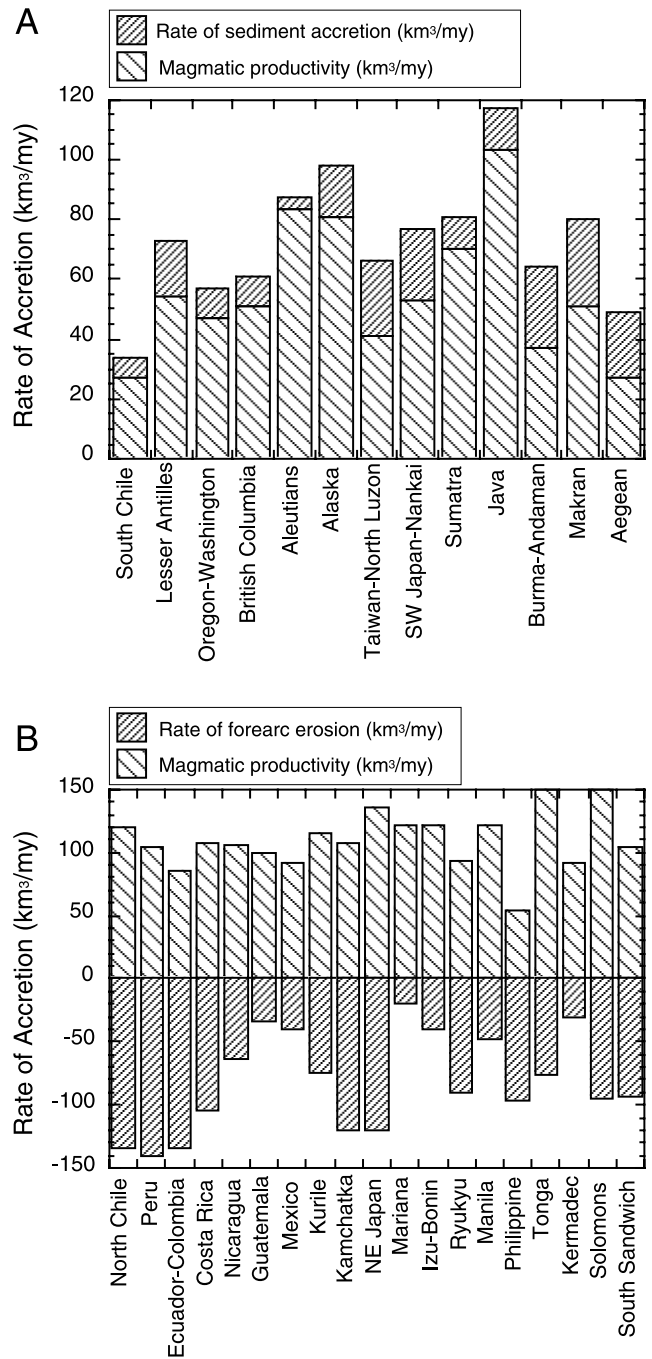 A
Rate of sediment accretion (km³/my)
Magmatic productivity (km³/my)
Rate of Accretion (km³/my)
120
100
80
60
40
20
0
South Chile
Lesser Antilles
Oregon-Washington
British Columbia
Aleutians
Alaska
Taiwan-North Luzon
SW Japan-Nankai
Sumatra
Java
Burma-Andaman
Makran
Aegean
B
Rate of forearc erosion (km³/my)
Magmatic productivity (km³/my)
Rate of Accretion (km³/my)
150
100
50
0
-50
-100
-150
North Chile
Peru
Ecuador-Colombia
Costa Rica
Nicaragua
Guatemala
Mexico
Kurile
Kamchatka
NE Japan
Mariana
Izu-Bonin
Ryukyu
Manila
Philippine
Tonga
Kermadec
Solomons
South Sandwich